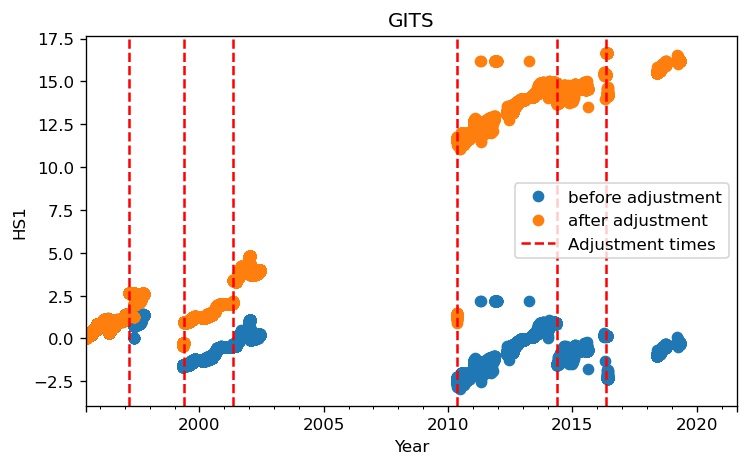 GITS
17.5
15.0
12.5
10.0
7.5
5.0
2.5
0.0
−2.5
HS1
before adjustment
after adjustment
Adjustment times
2000
2005
2010
2015
2020
Year